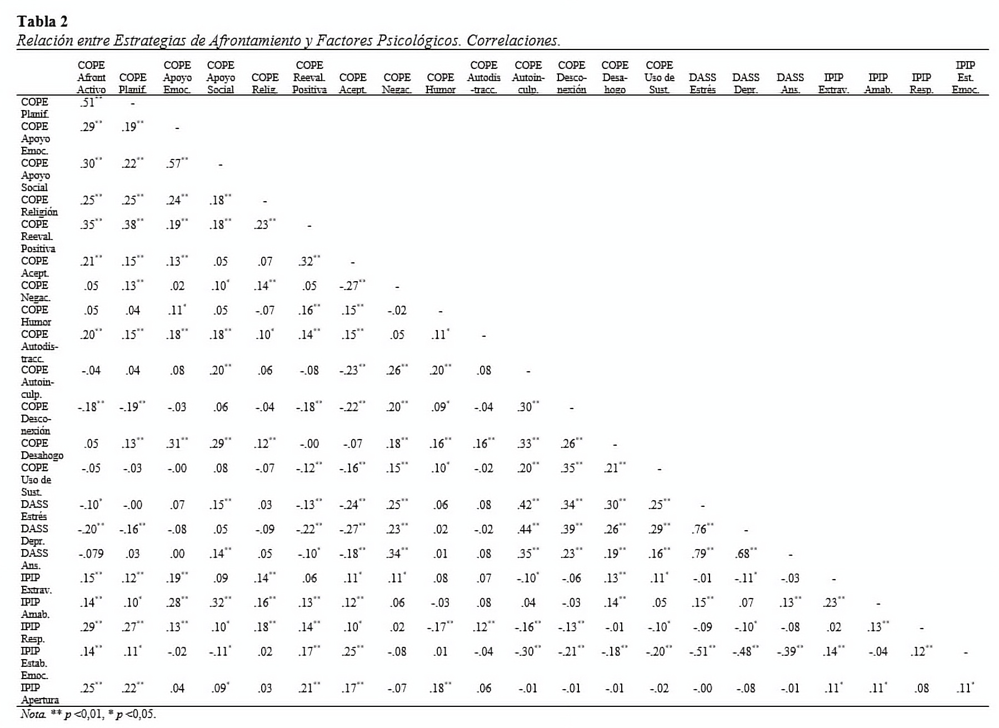 Tabla 2
Relación entre Estrategias de Afrontamiento y Factores Psicológicos. Correlaciones.
COPE Afront Activo COPE Planif. COPE Apoyo Emoc. COPE Apoyo Social COPE Relig. COPE Reeval. Positiva COPE Acept. COPE Negac. COPE Humor COPE Autodis -tracc. COPE Autoin- culp. COPE Desco- nexión COPE Desa- hogo COPE Uso de Sust. DASS Estrés DASS Depr. DASS Ans. IPIP Extrav. IPIP Amab. IPIP Resp. IPIP Est. Emoc.
COPE .51** -
Planif.
COPE .29** .19** -
Apoyo
Emoc.
COPE .30** .22** .57** -
Apoyo
Social
COPE .25** .25** .24** .18** -
Religión
COPE .35** .38** .19** .18** .23** -
Reeval.
Positiva
COPE .21** .15** .13** .05 .07 .32** -
Acept.
COPE .05 .13** .02 .10* .14** .05 -.27** -
Negac.
COPE .05 .04 .11* .05 -.07 .16** .15** -.02 -
Humor
COPE .20** .15** .18** .18** .10* .14** .15** .05 .11* -
Autodis-
tracc.
COPE -.04 .04 .08 .20** .06 -.08 -.23** .26** .20** .08 -
Autoin-
culp.
COPE -.18** -.19** -.03 .06 -.04 -.18** -.22** .20** .09* -.04 .30** -
Desco-
nexión
COPE .05 .13** .31** .29** .12** -.00 -.07 .18** .16** .16** .33** .26** -
Desahogo
COPE -.05 -.03 -.00 .08 -.07 -.12** -.16** .15** .10* -.02 .20** .35** .21** -
Uso de
Sust.
DASS -.10* -.00 .07 .15** .03 -.13** -.24** .25** .06 .08 .42** .34** .30** .25** -
Estrés
DASS -.20** -.16** -.08 .05 -.09 -.22** -.27** .23** .02 -.02 .44** .39** .26** .29** .76** -
Depr.
DASS -.079 .03 .00 .14** .05 -.10* -.18** .34** .01 .08 .35** .23** .19** .16** .79** .68** -
Ans.
IPIP .15** .12** .19** .09 .14** .06 .11* .11* .08 .07 -.10* -.06 .13** .11* -.01 -.11* -.03 -
Extrav.
IPIP .14** .10* .28** .32** .16** .13** .12** .06 -.03 .08 .04 -.03 .14** .05 .15** .07 .13** .23** -
Amab.
IPIP .29** .27** .13** .10* .18** .14** .10* .02 -.17** .12** -.16** -.13** -.01 -.10* -.09 -.10* -.08 .02 .13** -
Resp.
IPIP .14** .11* -.02 -.11* .02 .17** .25** -.08 .01 -.04 -.30** -.21** -.18** -.20** -.51** -.48** -.39** .14** -.04 .12** -
Estab.
Emoc.
IPIP .25** .22** .04 .09* .03 .21** .17** -.07 .18** .06 -.01 -.01 -.01 -.02 -.00 -.08 -.01 .11* .11* .08 .11*
Apertura
Nota. ** p <0,01, * p <0,05.